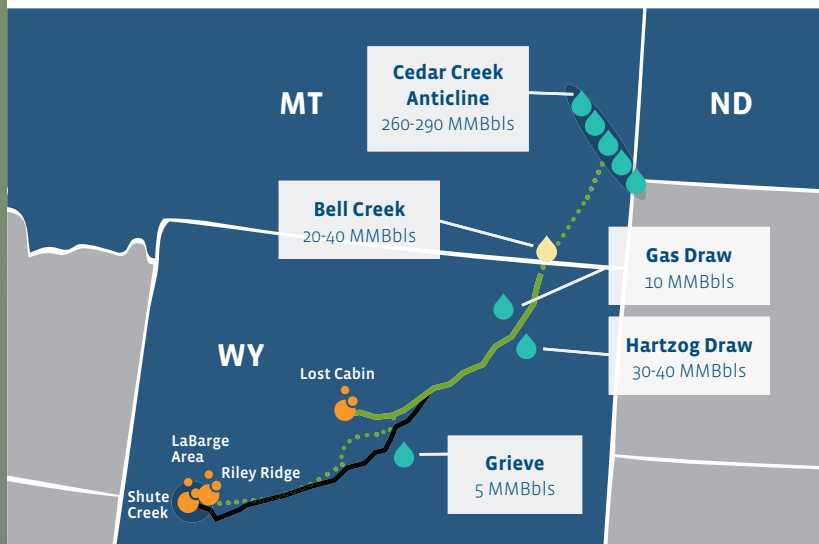 Cedar Creek
Anticline
260-290 MMBbls
MT
ND
Bell Creek
20-40 MMBbls
Gas Draw
10 MMBbls
Hartzog Draw
30-40 MMBbls
WY
Lost Cabin
LaBarge
Area
Riley Ridge
Shute
Creek
Grieve
5 MMBbls